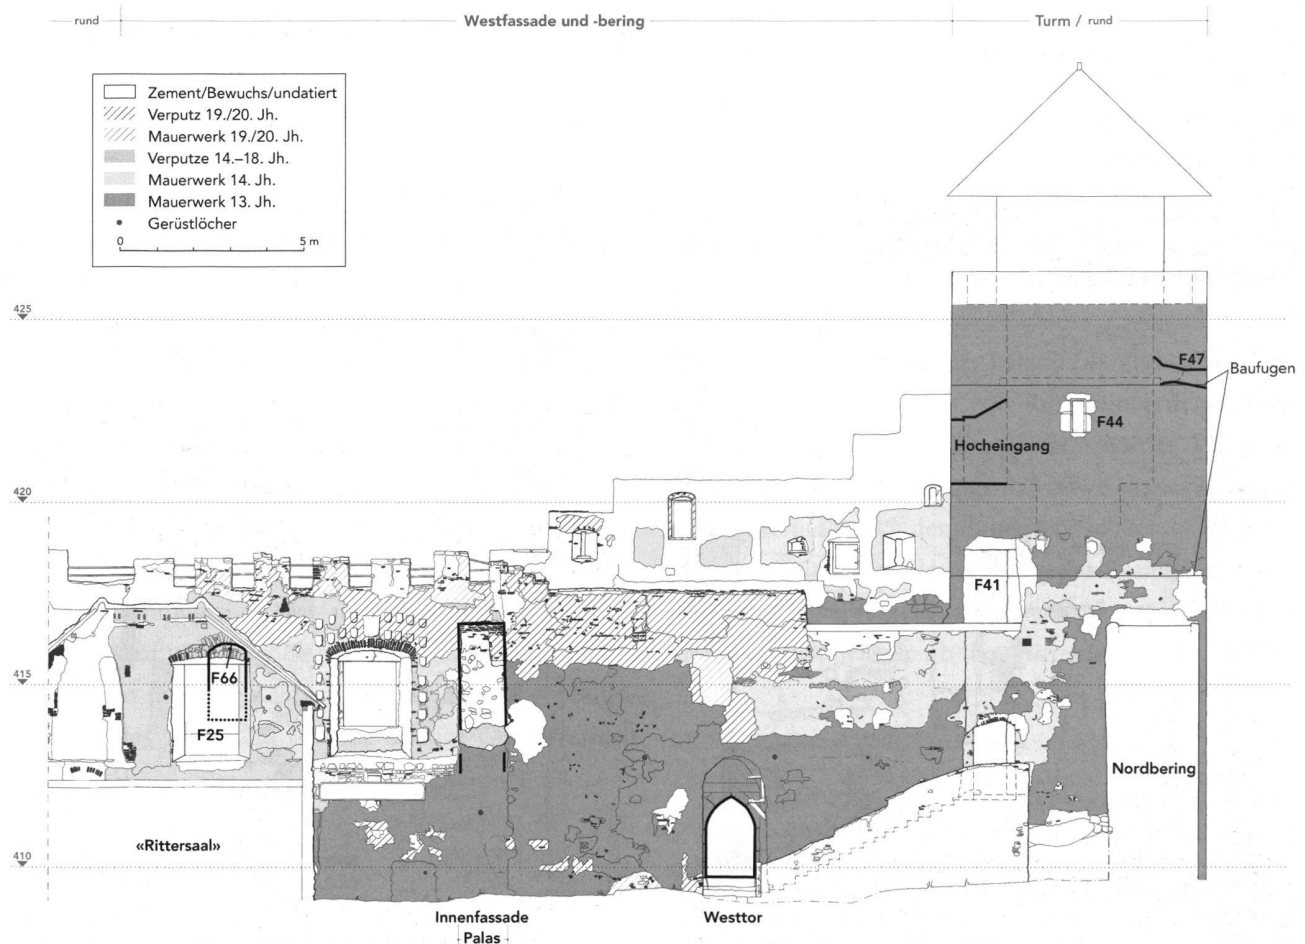 rund
Westfassade und -bering
Turm / rund
Zement/Bewuchs/undatiert
Verputz 19./20. Jh.
Mauerwerk 19./20. Jh.
Verputze 14.–18. Jh.
Mauerwerk 14. Jh.
Mauerwerk 13. Jh.
Gerüstlöcher
0 5 m
425
F47
Baufugen
F44
Hocheingang
420
F41
415
F66
F25
Nordbering
«Rittersaal»
410
Innenfassade
Palas
Westtor